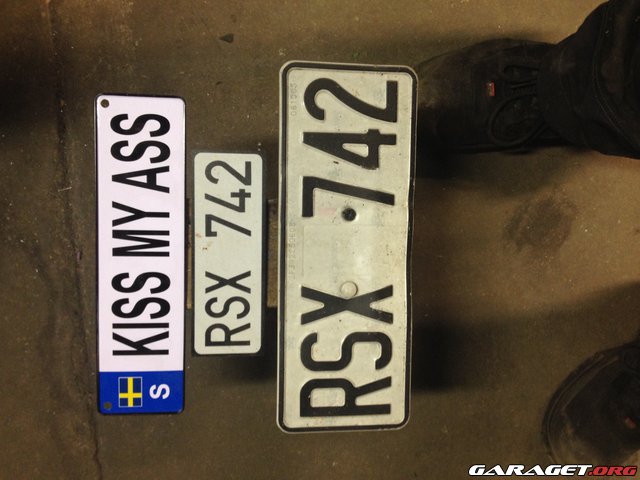 KISS MY ASS
S
RSX 742
RSX 742
GARAGET.ORG